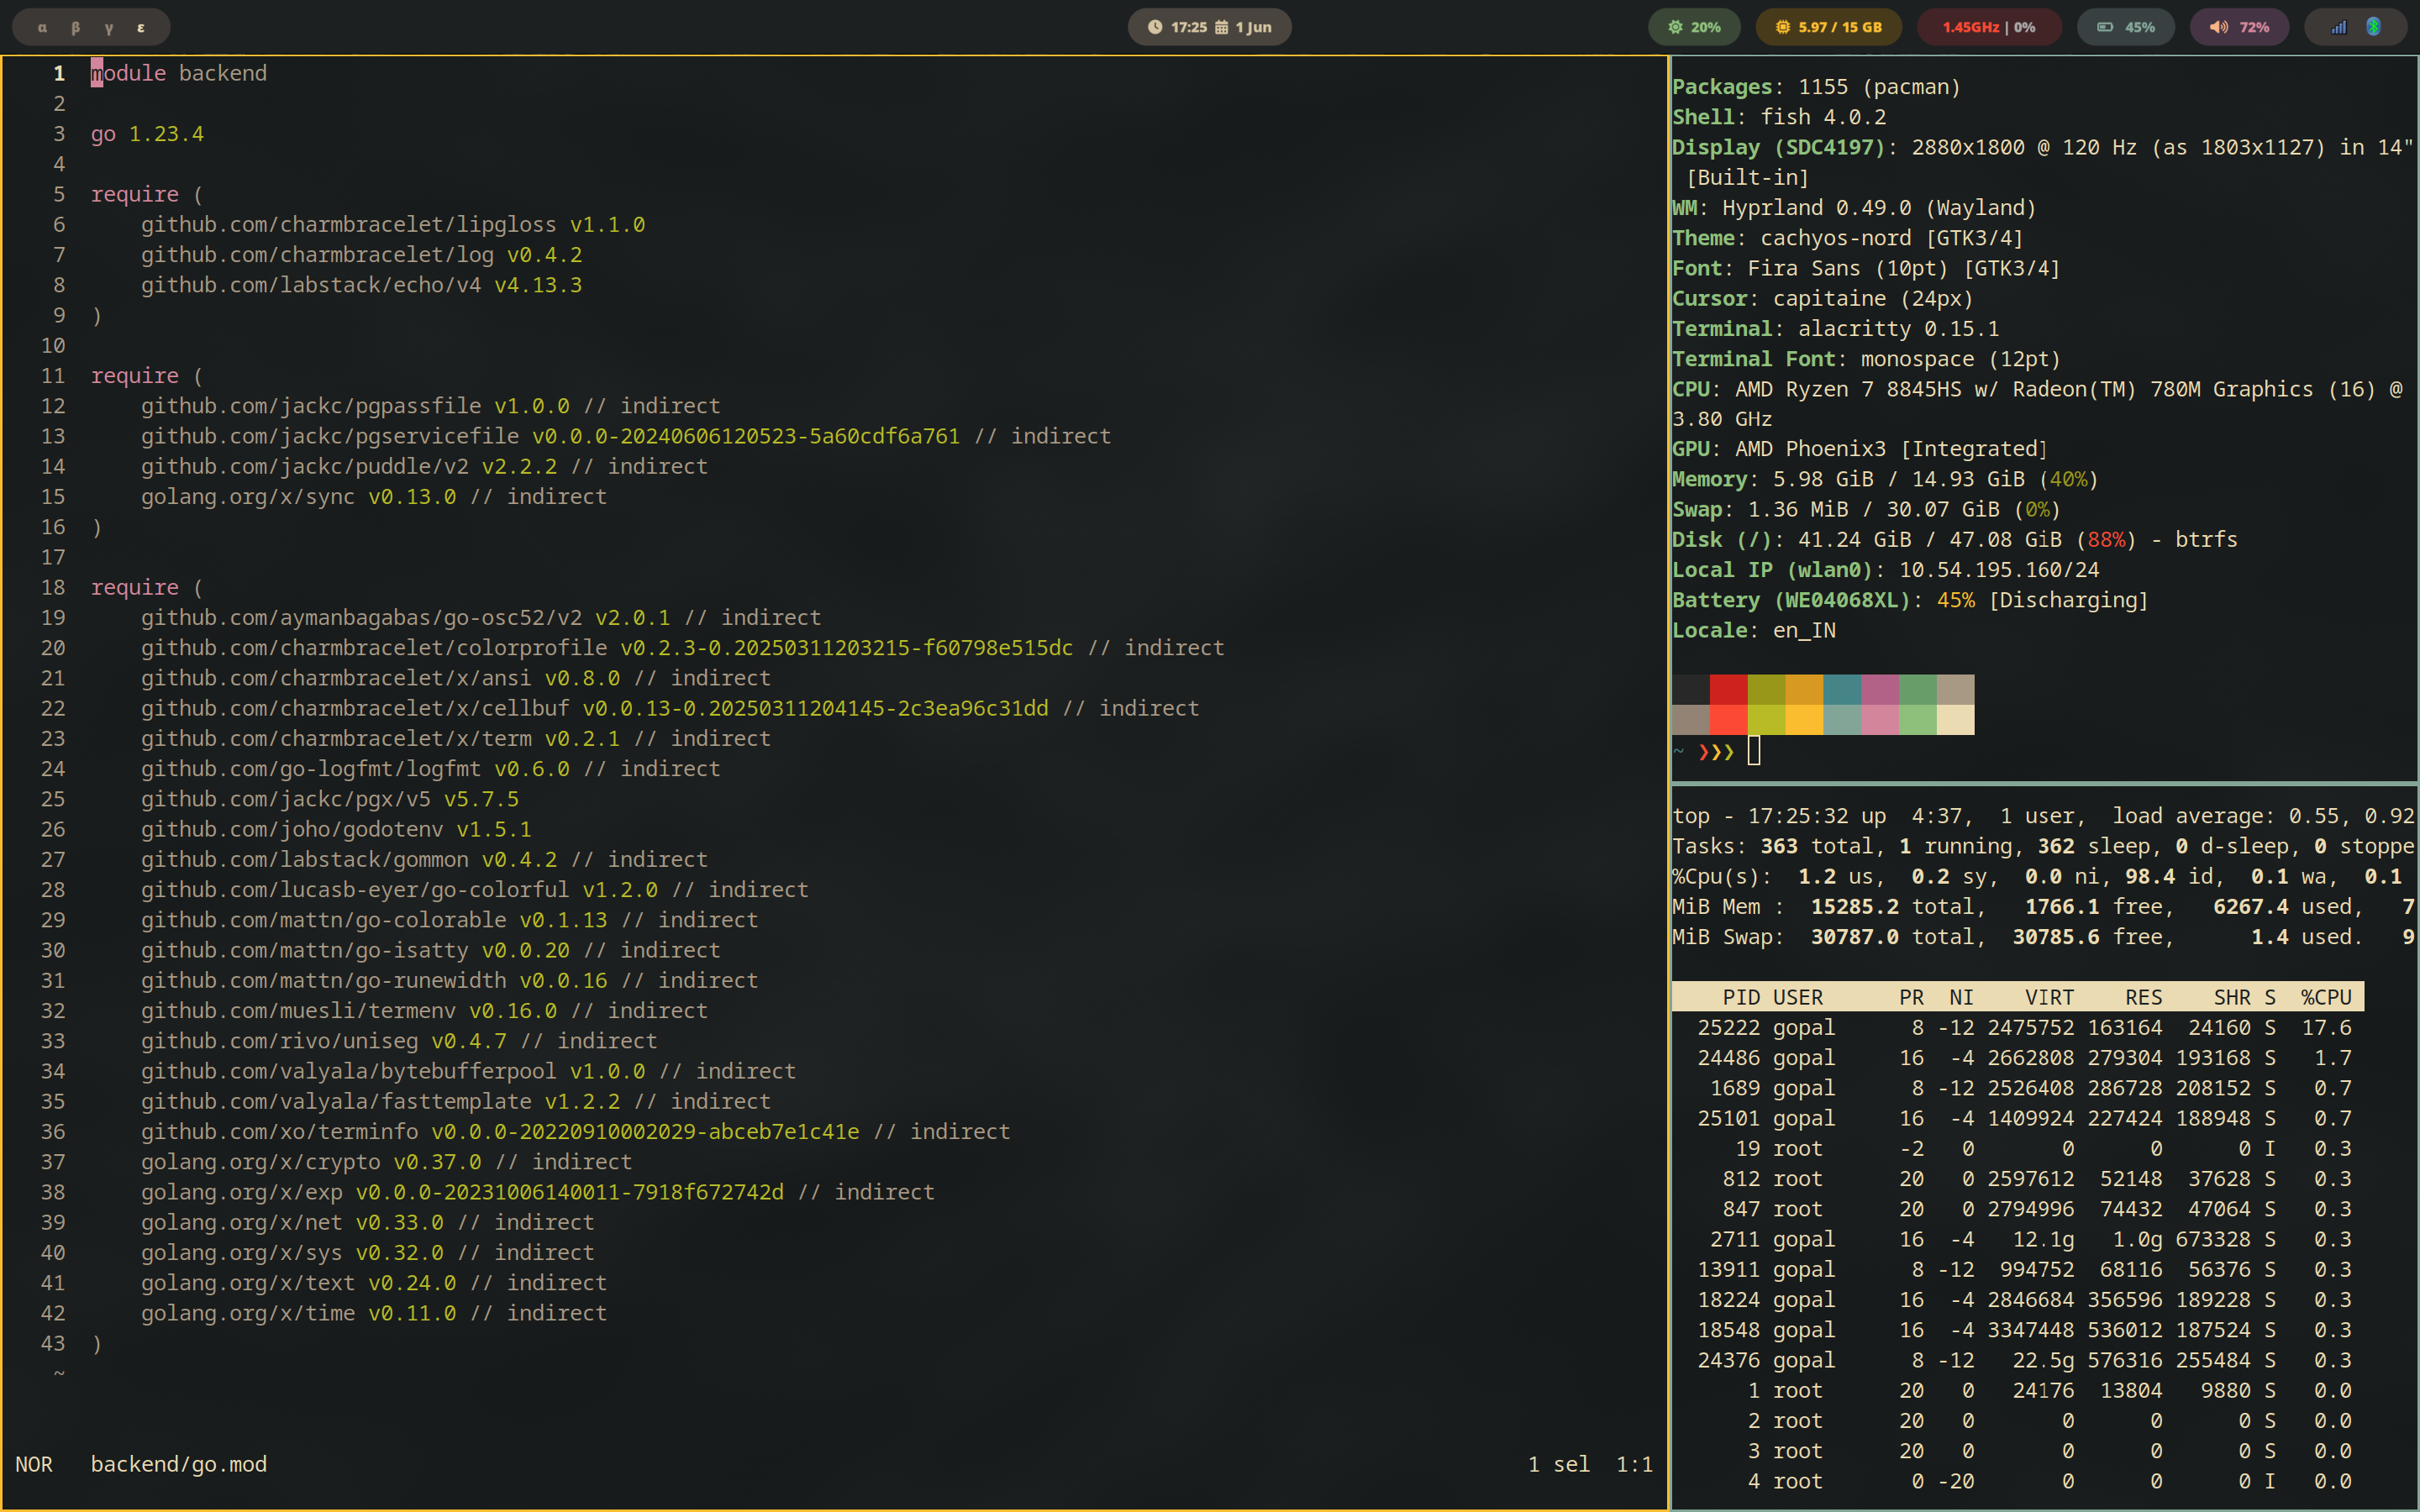 α β γ ε
17:25 1 Jun
20% 5.97 / 15 GB 1.45GHz | 0% 45% 72%
1 module backend
2
3 go 1.23.4
4
5 require (
6 github.com/charmbracelet/lipgloss v1.1.0
7 github.com/charmbracelet/log v0.4.2
8 github.com/labstack/echo/v4 v4.13.3
9 )
10
11 require (
12 github.com/jackc/pgpassfile v1.0.0 // indirect
13 github.com/jackc/pgservicefile v0.0.0-20240606120523-5a60cdf6a761 // indirect
14 github.com/jackc/puddle/v2 v2.2.2 // indirect
15 golang.org/x/sync v0.13.0 // indirect
16 )
17
18 require (
19 github.com/aymanbagabas/go-osc52/v2 v2.0.1 // indirect
20 github.com/charmbracelet/colorprofile v0.2.3-0.20250311203215-f60798e515dc // indirect
21 github.com/charmbracelet/x/ansi v0.8.0 // indirect
22 github.com/charmbracelet/x/cellbuf v0.0.13-0.20250311204145-2c3ea96c31dd // indirect
23 github.com/charmbracelet/x/term v0.2.1 // indirect
24 github.com/go-logfmt/logfmt v0.6.0 // indirect
25 github.com/jackc/pgx/v5 v5.7.5
26 github.com/joho/godotenv v1.5.1
27 github.com/labstack/gommon v0.4.2 // indirect
28 github.com/lucasb-eyer/go-colorful v1.2.0 // indirect
29 github.com/mattn/go-colorable v0.1.13 // indirect
30 github.com/mattn/go-isatty v0.0.20 // indirect
31 github.com/mattn/go-runewidth v0.0.16 // indirect
32 github.com/muesli/termenv v0.16.0 // indirect
33 github.com/rivo/uniseg v0.4.7 // indirect
34 github.com/valyala/bytebufferpool v1.0.0 // indirect
35 github.com/valyala/fasttemplate v1.2.2 // indirect
36 github.com/xo/terminfo v0.0.0-20220910002029-abceb7e1c41e // indirect
37 golang.org/x/crypto v0.37.0 // indirect
38 golang.org/x/exp v0.0.0-20231006140011-7918f672742d // indirect
39 golang.org/x/net v0.33.0 // indirect
40 golang.org/x/sys v0.32.0 // indirect
41 golang.org/x/text v0.24.0 // indirect
42 golang.org/x/time v0.11.0 // indirect
43 )
~
NOR backend/go.mod 1 sel 1:1
Packages: 1155 (pacman)
Shell: fish 4.0.2
Display (SDC4197): 2880x1800 @ 120 Hz (as 1803x1127) in 14"
[Built-in]
WM: Hyprland 0.49.0 (Wayland)
Theme: cachyos-nord [GTK3/4]
Font: Fira Sans (10pt) [GTK3/4]
Cursor: capitaine (24px)
Terminal: alacritty 0.15.1
Terminal Font: monospace (12pt)
CPU: AMD Ryzen 7 8845HS w/ Radeon(TM) 780M Graphics (16) @
3.80 GHz
GPU: AMD Phoenix3 [Integrated]
Memory: 5.98 GiB / 14.93 GiB (40%)
Swap: 1.36 MiB / 30.07 GiB (0%)
Disk (/): 41.24 GiB / 47.08 GiB (88%) - btrfs
Local IP (wlan0): 10.54.195.160/24
Battery (WE04068XL): 45% [Discharging]
Locale: en_IN
~ ❯❯❯
top - 17:25:32 up 4:37, 1 user, load average: 0.55, 0.92
Tasks: 363 total, 1 running, 362 sleep, 0 d-sleep, 0 stoppe
%Cpu(s): 1.2 us, 0.2 sy, 0.0 ni, 98.4 id, 0.1 wa, 0.1
MiB Mem : 15285.2 total, 1766.1 free, 6267.4 used, 7
MiB Swap: 30787.0 total, 30785.6 free, 1.4 used. 9
PID USER PR NI VIRT RES SHR S %CPU
25222 gopal 8 -12 2475752 163164 24160 S 17.6
24486 gopal 16 -4 2662808 279304 193168 S 1.7
1689 gopal 8 -12 2526408 286728 208152 S 0.7
25101 gopal 16 -4 1409924 227424 188948 S 0.7
19 root -2 0 0 0 0 I 0.3
812 root 20 0 2597612 52148 37628 S 0.3
847 root 20 0 2794996 74432 47064 S 0.3
2711 gopal 16 -4 12.1g 1.0g 673328 S 0.3
13911 gopal 8 -12 994752 68116 56376 S 0.3
18224 gopal 16 -4 2846684 356596 189228 S 0.3
18548 gopal 16 -4 3347448 536012 187524 S 0.3
24376 gopal 8 -12 22.5g 576316 255484 S 0.3
1 root 20 0 24176 13804 9880 S 0.0
2 root 20 0 0 0 0 S 0.0
3 root 20 0 0 0 0 S 0.0
4 root 0 -20 0 0 0 I 0.0